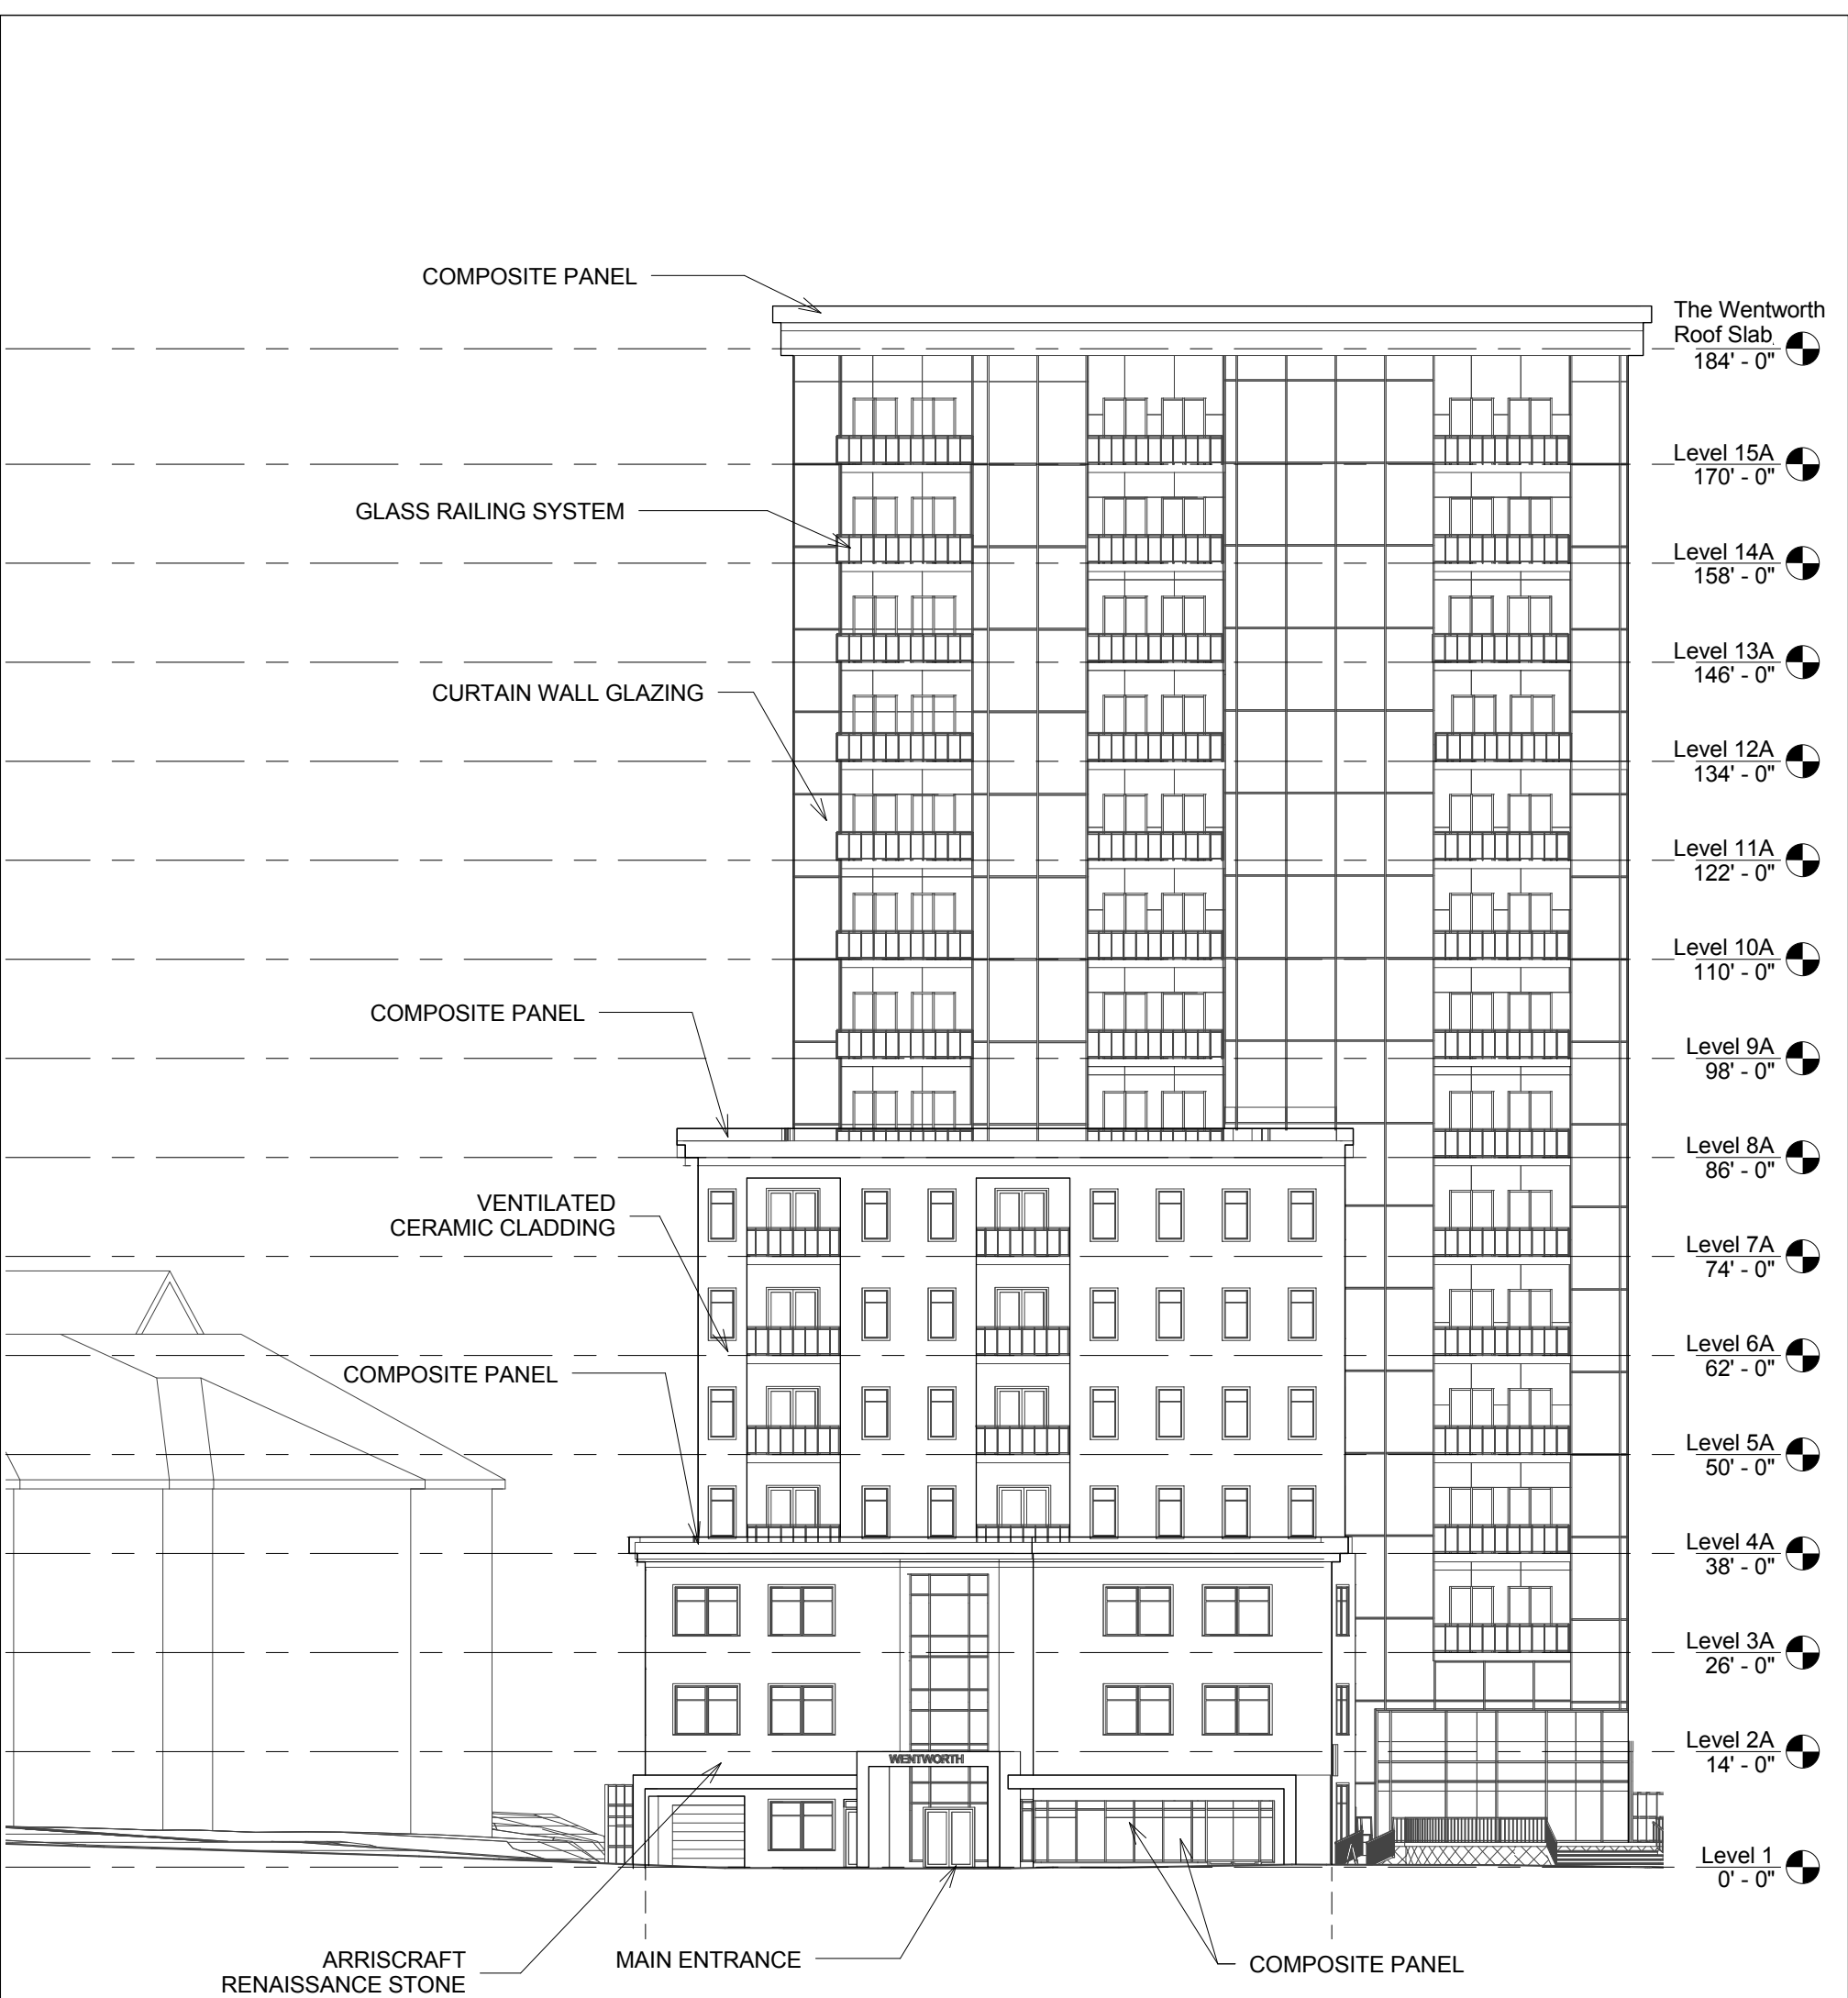 COMPOSITE PANEL
The Wentworth
Roof Slab
184' - 0"
Level 15A
170' - 0"
GLASS RAILING SYSTEM
Level 14A
158' - 0"
Level 13A
146' - 0"
CURTAIN WALL GLAZING
Level 12A
134' - 0"
Level 11A
122' - 0"
Level 10A
110' - 0"
COMPOSITE PANEL
Level 9A
98' - 0"
Level 8A
86' - 0"
VENTILATED
CERAMIC CLADDING
Level 7A
74' - 0"
Level 6A
62' - 0"
COMPOSITE PANEL
Level 5A
50' - 0"
Level 4A
38' - 0"
Level 3A
26' - 0"
Level 2A
14' - 0"
WENTWORTH
Level 1
0' - 0"
ARRISCRAFT
RENAISSANCE STONE
MAIN ENTRANCE
COMPOSITE PANEL